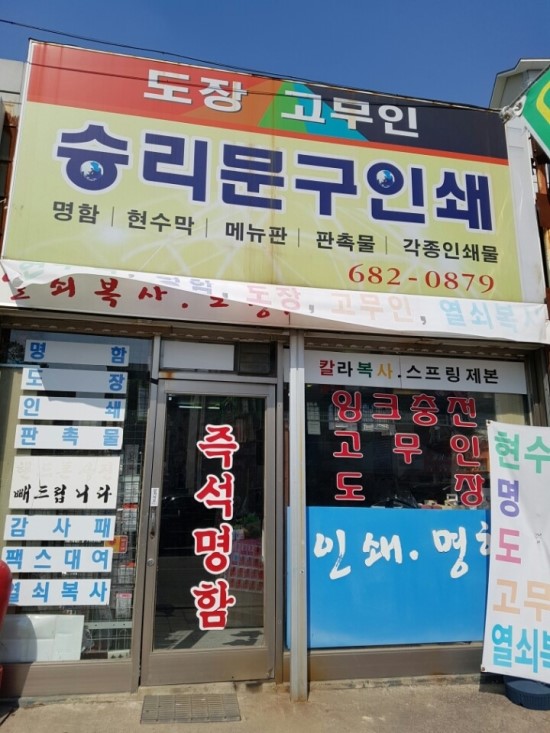 도장 고무인
승리문구인쇄
명함 | 현수막 | 메뉴판 | 판촉물 | 각종인쇄물
682-0879
열쇠복사. 도장, 고무인, 열쇠복사
명함
도장
인쇄
판촉물
빼드립니다
감사패
팩스대여
열쇠복사
즉석명함
칼라복사.스프링제본
잉크충전
고무인
도장
인쇄.명함
현수
명
도
고무
열쇠복